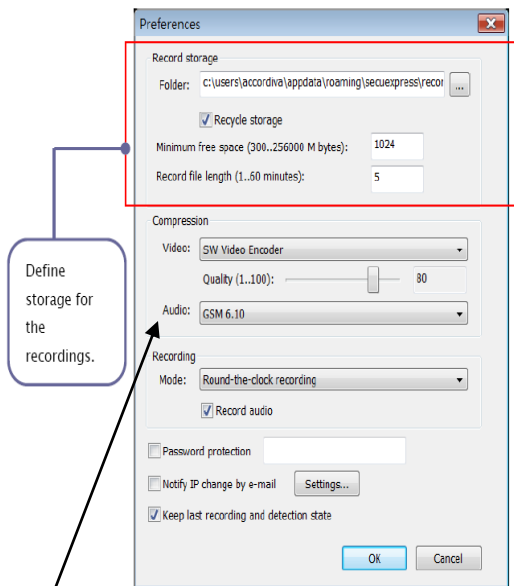 Preferences
Record storage
Folder: c:\users\accordiva\appdata\roaming\secuexpress\recor ...
Recycle storage
Minimum free space (300..256000 M bytes): 1024
Record file length (1..60 minutes): 5
Define
storage for
the
recordings.
Compression
Video: SW Video Encoder
Quality (1..100): 80
Audio: GSM 6.10
Recording
Mode: Round-the-clock recording
Record audio
Password protection
Notify IP change by e-mail Settings...
Keep last recording and detection state
OK Cancel